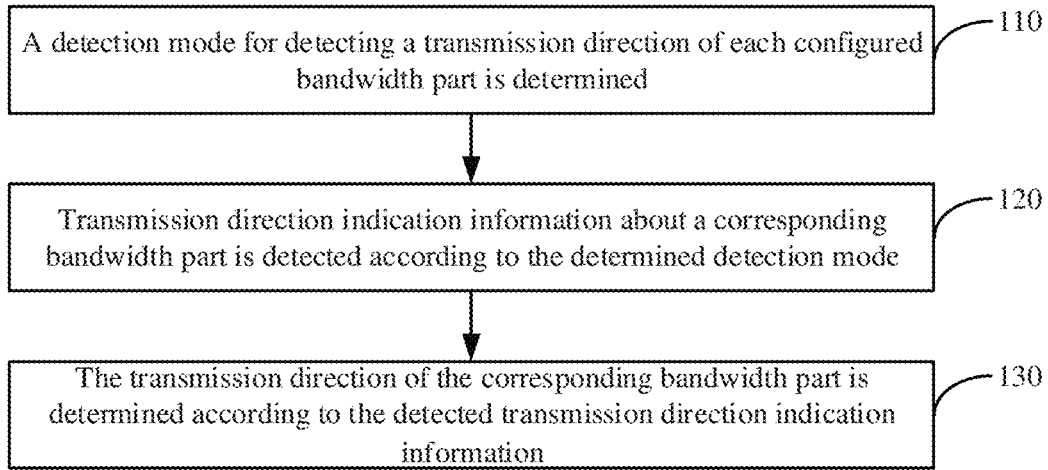 A detection mode for detecting a transmission direction of each configured
bandwidth part is determined
110
Transmission direction indication information about a corresponding
bandwidth part is detected according to the determined detection mode
120
The transmission direction of the corresponding bandwidth part is
determined according to the detected transmission direction indication
information
130